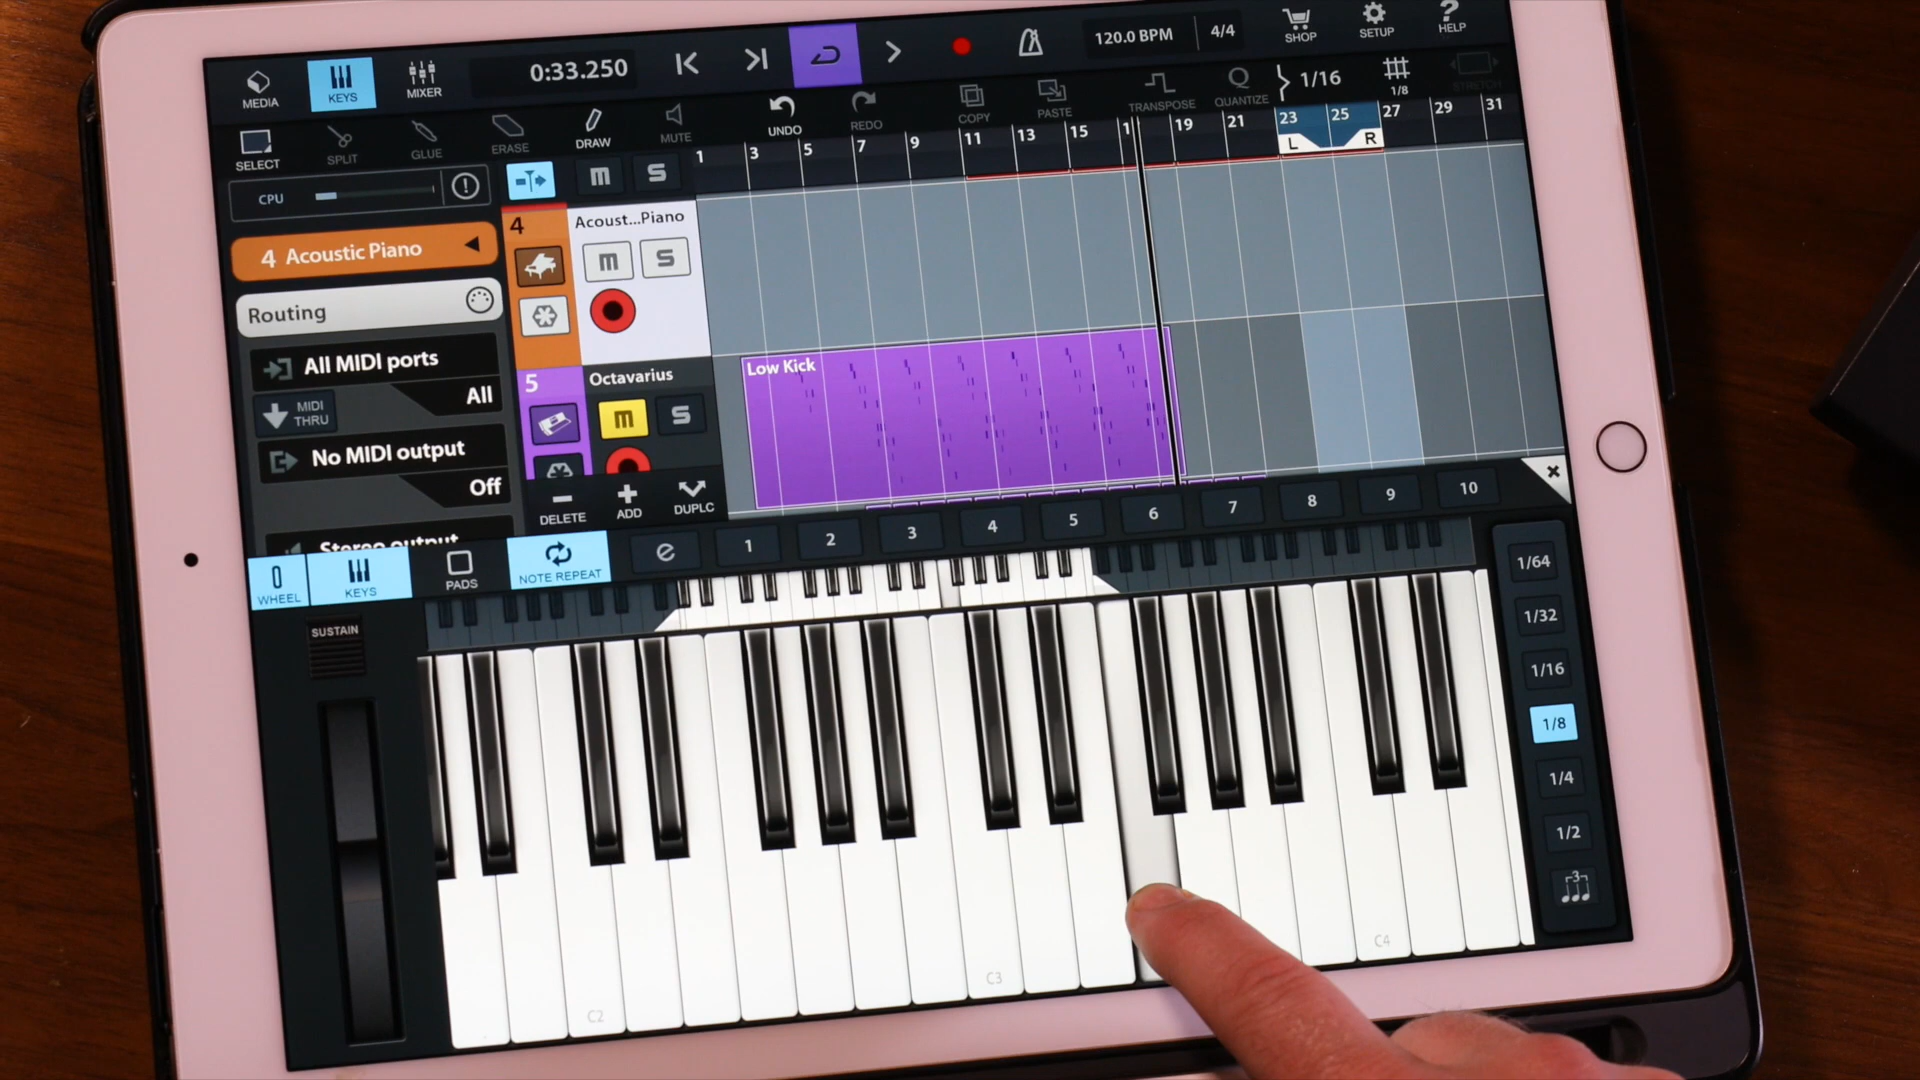 MEDIA
KEYS
MIXER
0:33.250
120.0 BPM
4/4
SHOP
SETUP
HELP
SELECT
SPLIT
GLUE
ERASE
DRAW
MUTE
UNDO
REDO
COPY
PASTE
TRANSPOSE
QUANTIZE
1/16
1/8
STRETCH
CPU
m
S
1
3
5
7
9
11
13
15
19
21
23
25
27
29
31
L
R
4 Acoustic Piano
4
Acoust...Piano
m
S
Routing
All MIDI ports
All
MIDI
THRU
No MIDI output
Off
Stereo output
5
Octavarius
m
S
Low Kick
DELETE
ADD
DUPLC
WHEEL
KEYS
PADS
NOTE REPEAT
e
1
2
3
4
5
6
7
8
9
10
SUSTAIN
1/64
1/32
1/16
1/8
1/4
1/2
3
C2
C3
C4